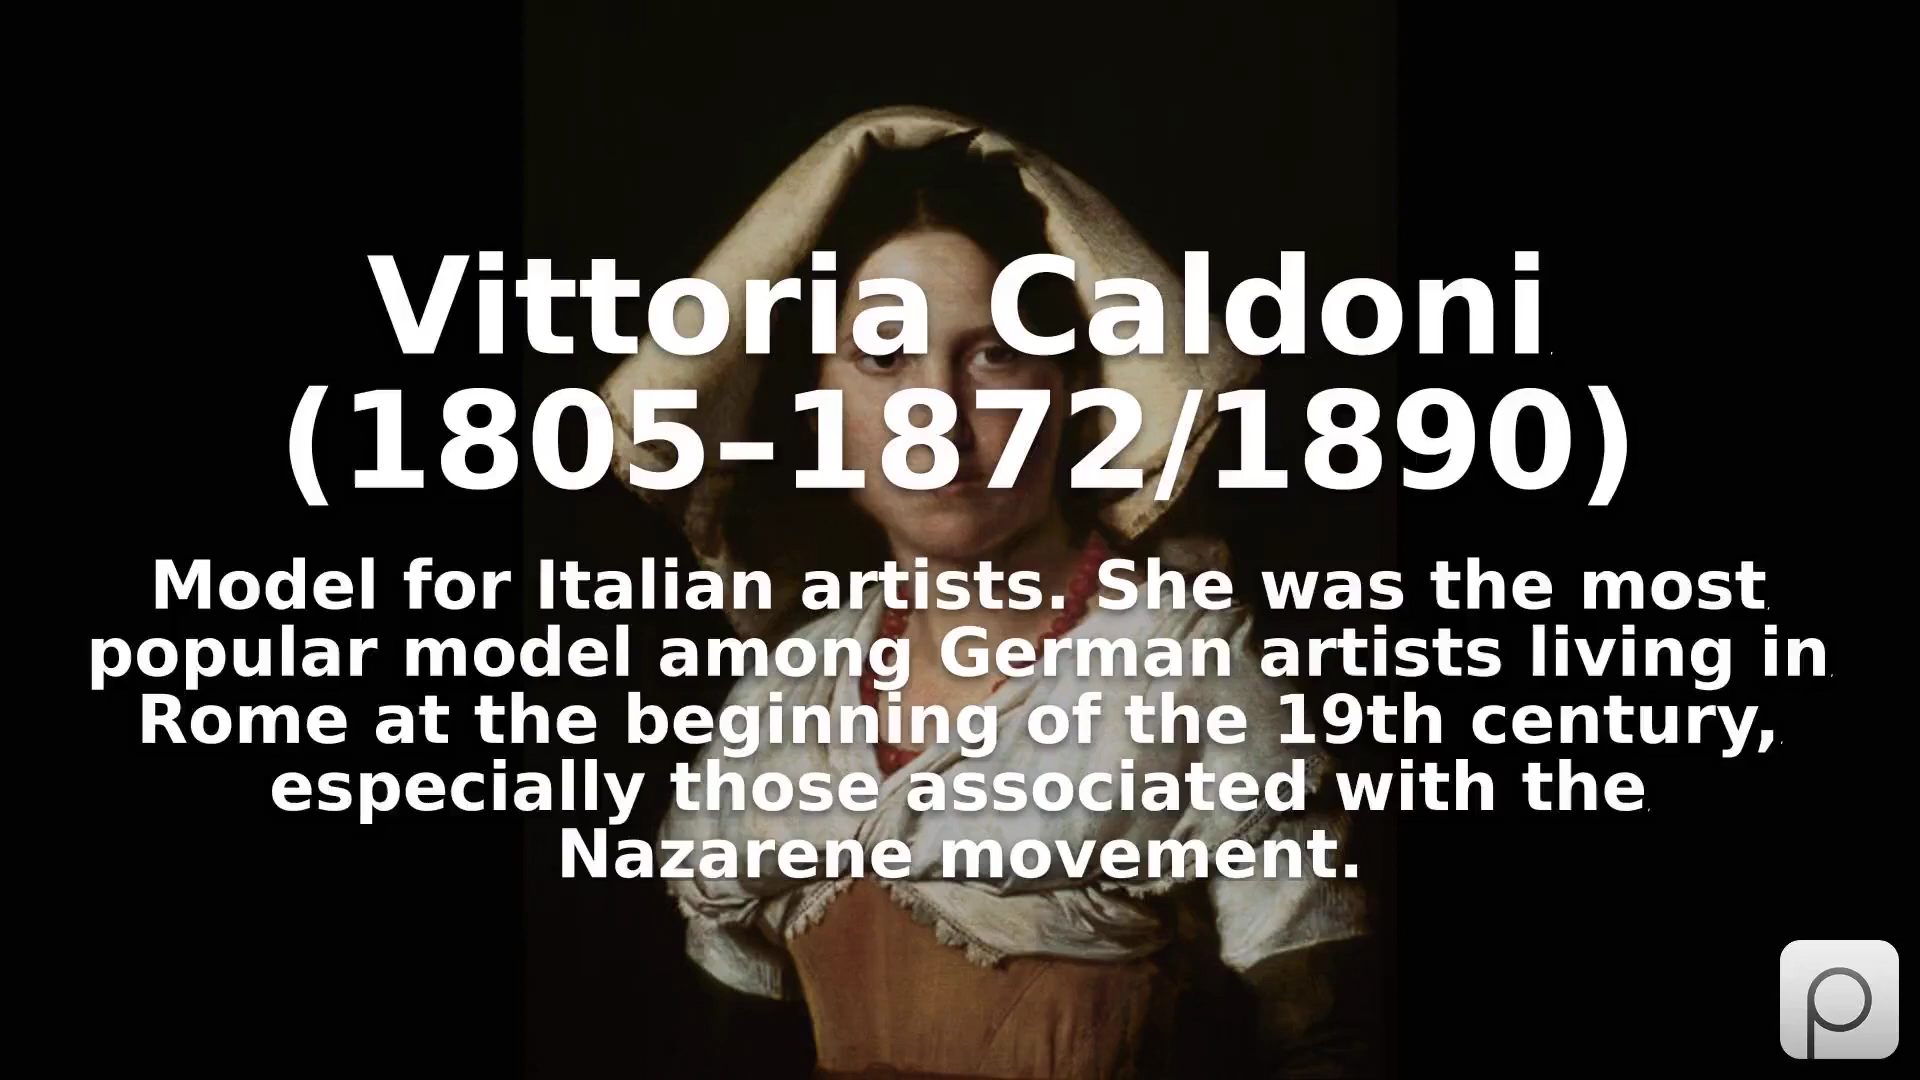 Vittoria Caldoni
(1805–1872/1890)
Model for Italian artists. She was the most
popular model among German artists living in
Rome at the beginning of the 19th century,
especially those associated with the
Nazarene movement.
p